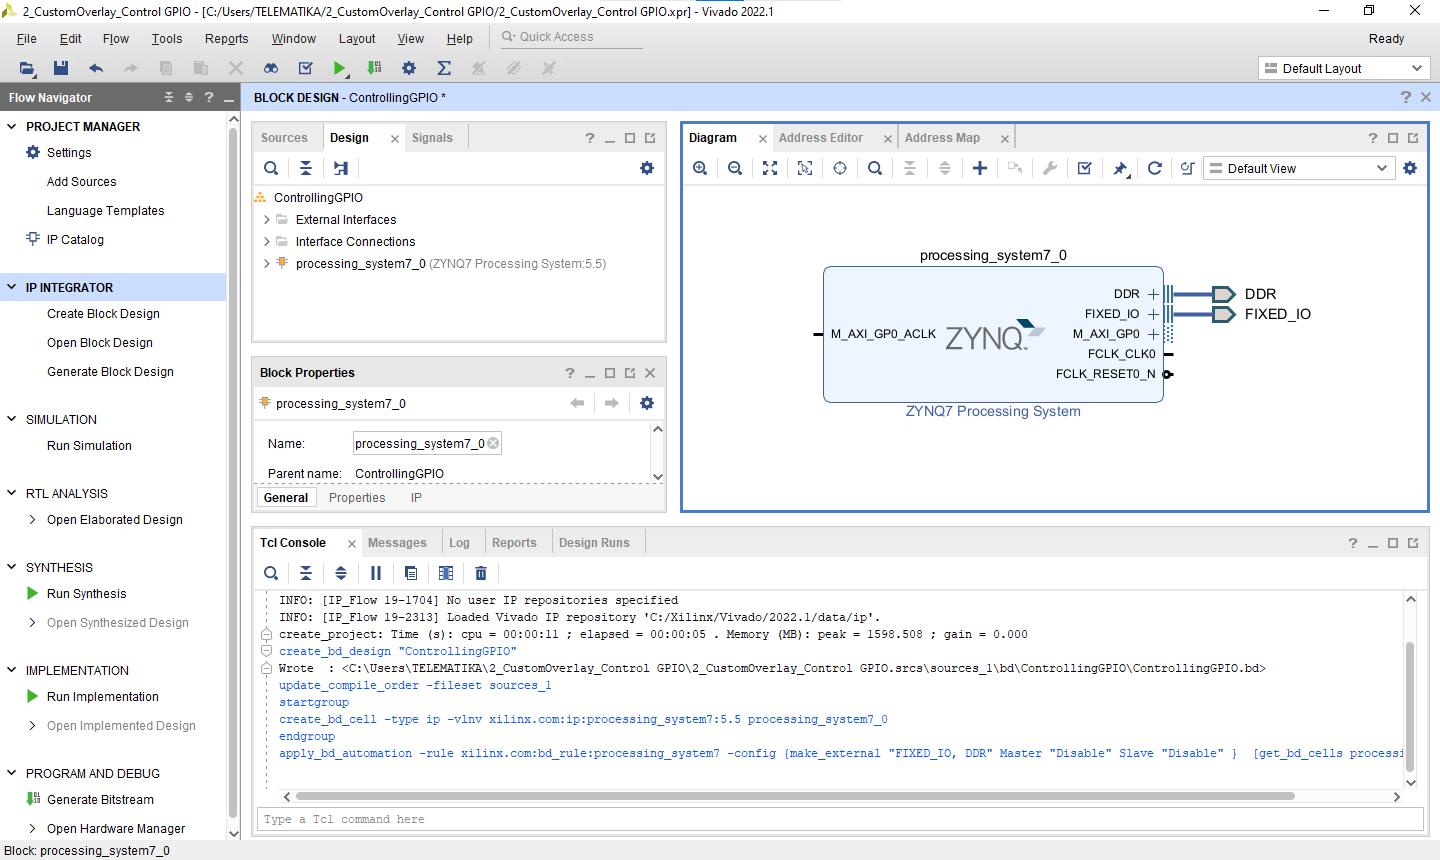 2_CustomOverlay_Control GPIO - [C:/Users/TELEMATIKA/2_CustomOverlay_Control GPIO/2_CustomOverlay_Control GPIO.xpr] - Vivado 2022.1
File Edit Flow Tools Reports Window Layout View Help Quick Access Ready
Default Layout
Flow Navigator
PROJECT MANAGER
Settings
Add Sources
Language Templates
IP Catalog
IP INTEGRATOR
Create Block Design
Open Block Design
Generate Block Design
SIMULATION
Run Simulation
RTL ANALYSIS
Open Elaborated Design
SYNTHESIS
Run Synthesis
Open Synthesized Design
IMPLEMENTATION
Run Implementation
Open Implemented Design
PROGRAM AND DEBUG
Generate Bitstream
Open Hardware Manager
BLOCK DESIGN - ControllingGPIO *
Sources Design Signals
ControllingGPIO
External Interfaces
Interface Connections
processing_system7_0 (ZYNQ7 Processing System:5.5)
Block Properties
processing_system7_0
Name: processing_system7_0
Parent name: ControllingGPIO
General Properties IP
Diagram Address Editor Address Map
Default View
processing_system7_0
DDR
FIXED_IO
M_AXI_GP0_ACLK
ZYNQ
M_AXI_GP0
FCLK_CLK0
FCLK_RESET0_N
DDR
FIXED_IO
ZYNQ7 Processing System
Tcl Console Messages Log Reports Design Runs
INFO: [IP_Flow 19-1704] No user IP repositories specified
INFO: [IP_Flow 19-2313] Loaded Vivado IP repository 'C:/Xilinx/Vivado/2022.1/data/ip'.
create_project: Time (s): cpu = 00:00:11 ; elapsed = 00:00:05 . Memory (MB): peak = 1598.508 ; gain = 0.000
create_bd_design "ControllingGPIO"
Wrote : <C:\Users\TELEMATIKA\2_CustomOverlay_Control GPIO\2_CustomOverlay_Control GPIO.srcs\sources_1\bd\ControllingGPIO\ControllingGPIO.bd>
update_compile_order -fileset sources_1
startgroup
create_bd_cell -type ip -vlnv xilinx.com:ip:processing_system7:5.5 processing_system7_0
endgroup
apply_bd_automation -rule xilinx.com:bd_rule:processing_system7 -config {make_external "FIXED_IO, DDR" Master "Disable" Slave "Disable" } [get_bd_cells processi
Type a Tcl command here
Block: processing_system7_0